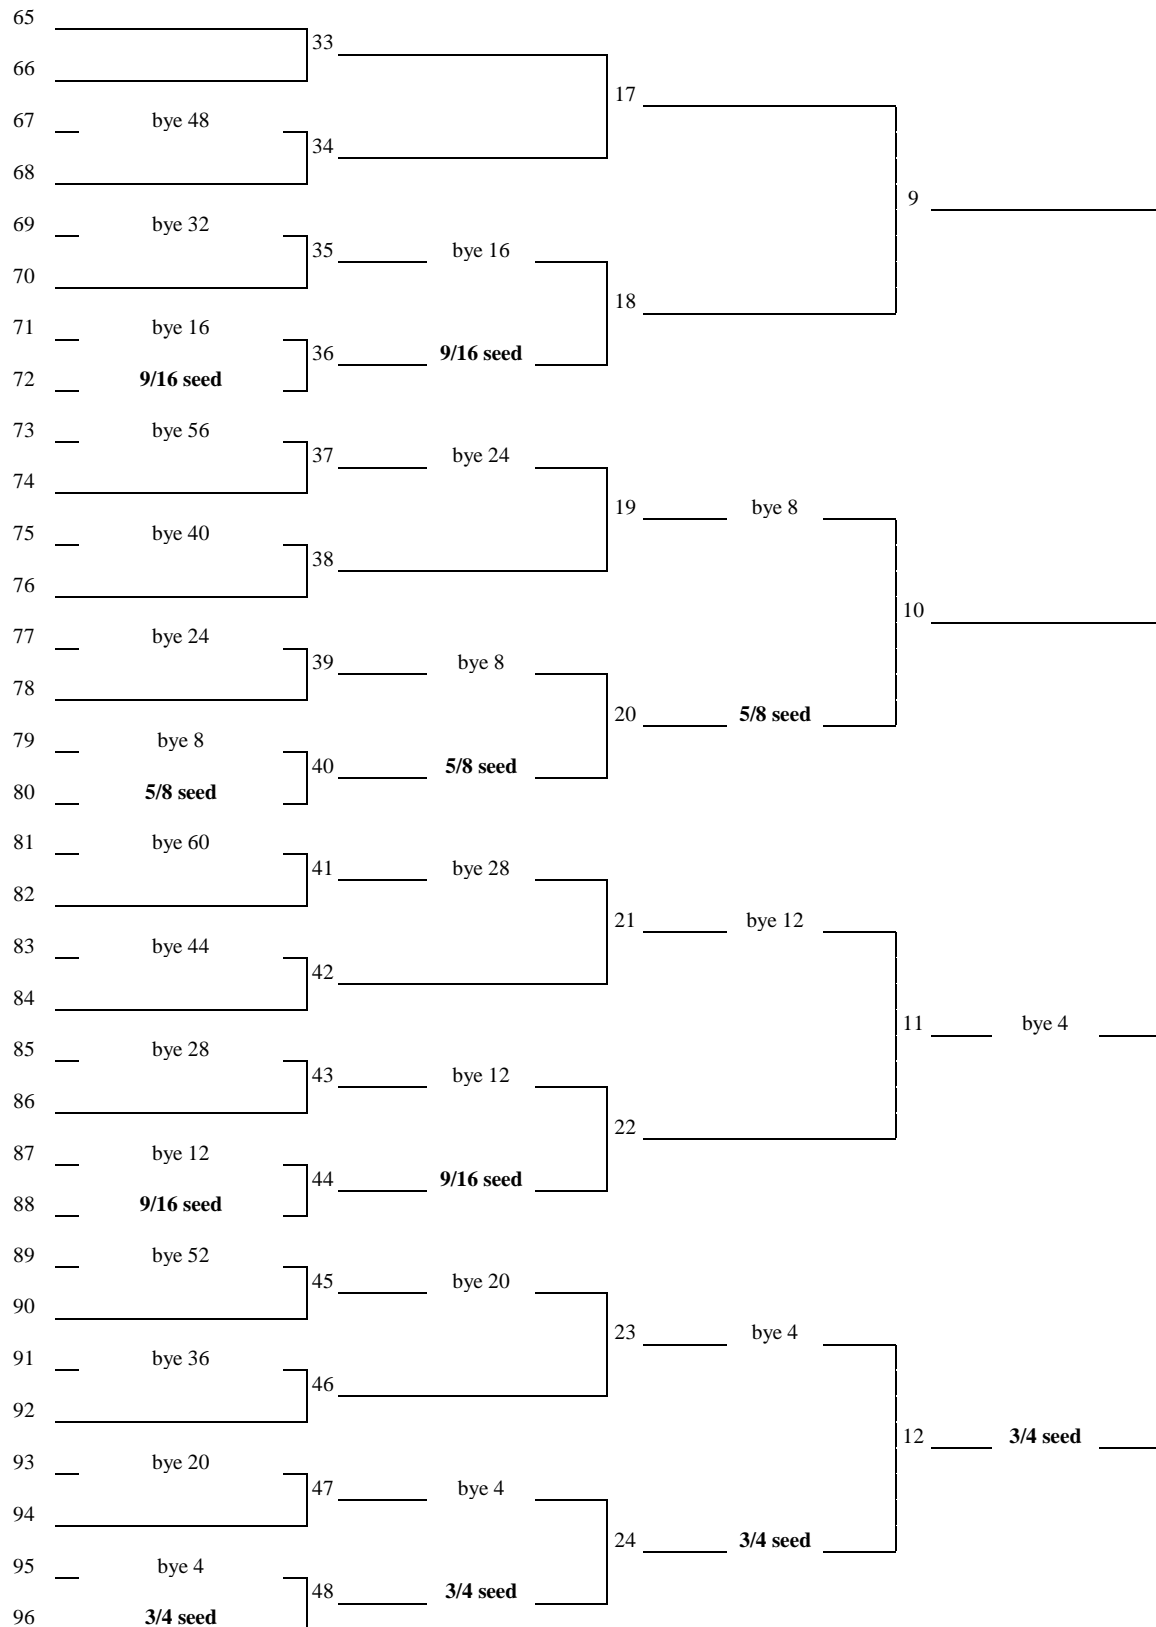 65
33
66
17
67 bye 48
34
68
9
69 bye 32
35 bye 16
70
18
71 bye 16
36 9/16 seed
72 9/16 seed
73 bye 56
37 bye 24
74
19 bye 8
75 bye 40
38
76
10
77 bye 24
39 bye 8
78
20 5/8 seed
79 bye 8
40 5/8 seed
80 5/8 seed
81 bye 60
41 bye 28
82
21 bye 12
83 bye 44
42
84
11 bye 4
85 bye 28
43 bye 12
86
22
87 bye 12
44 9/16 seed
88 9/16 seed
89 bye 52
45 bye 20
90
23 bye 4
91 bye 36
46
92
12 3/4 seed
93 bye 20
47 bye 4
94
24 3/4 seed
95 bye 4
48 3/4 seed
96 3/4 seed